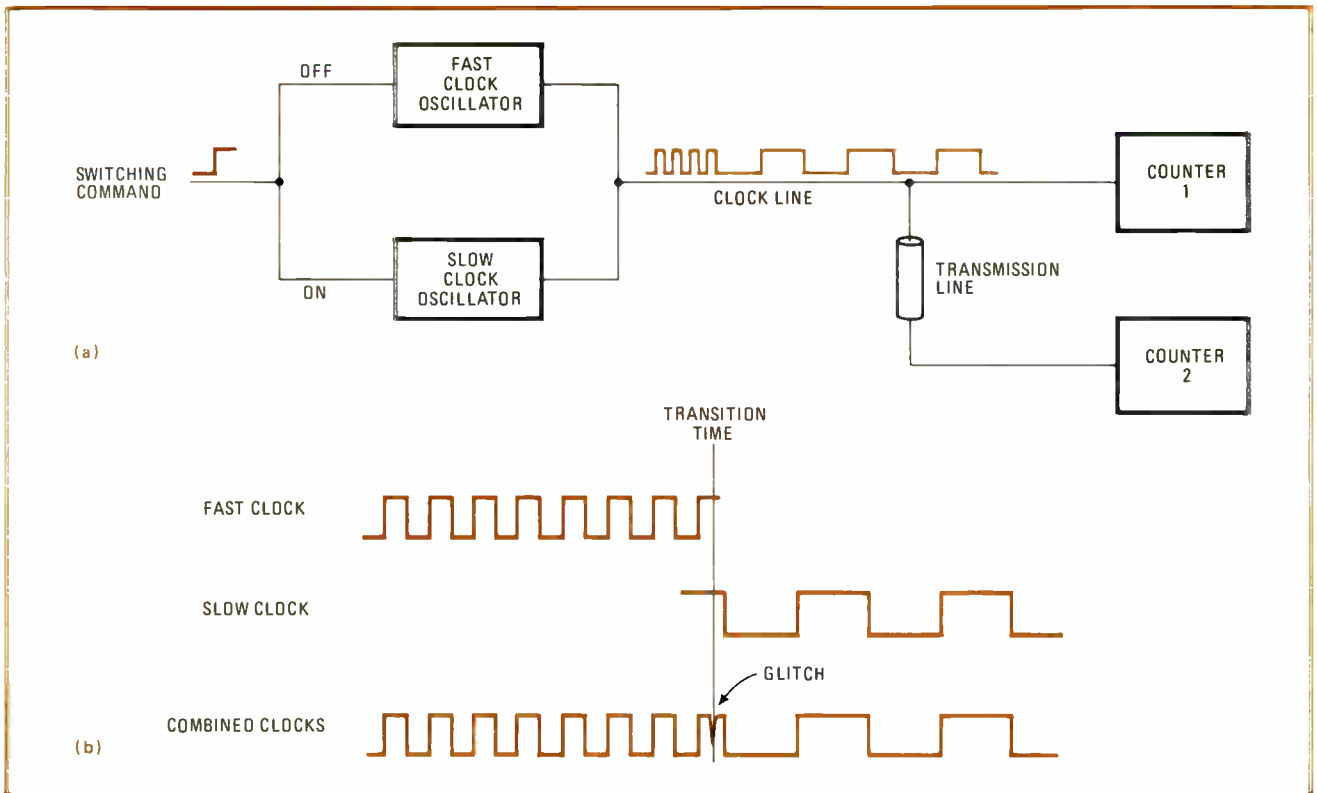 OFF
FAST
CLOCK
OSCILLATOR
SWITCHING
COMMAND
CLOCK LINE
COUNTER
1
SLOW
CLOCK
OSCILLATOR
ON
TRANSMISSION
LINE
(a)
COUNTER
2
TRANSITION
TIME
FAST CLOCK
SLOW CLOCK
GLITCH
COMBINED CLOCKS
(b)